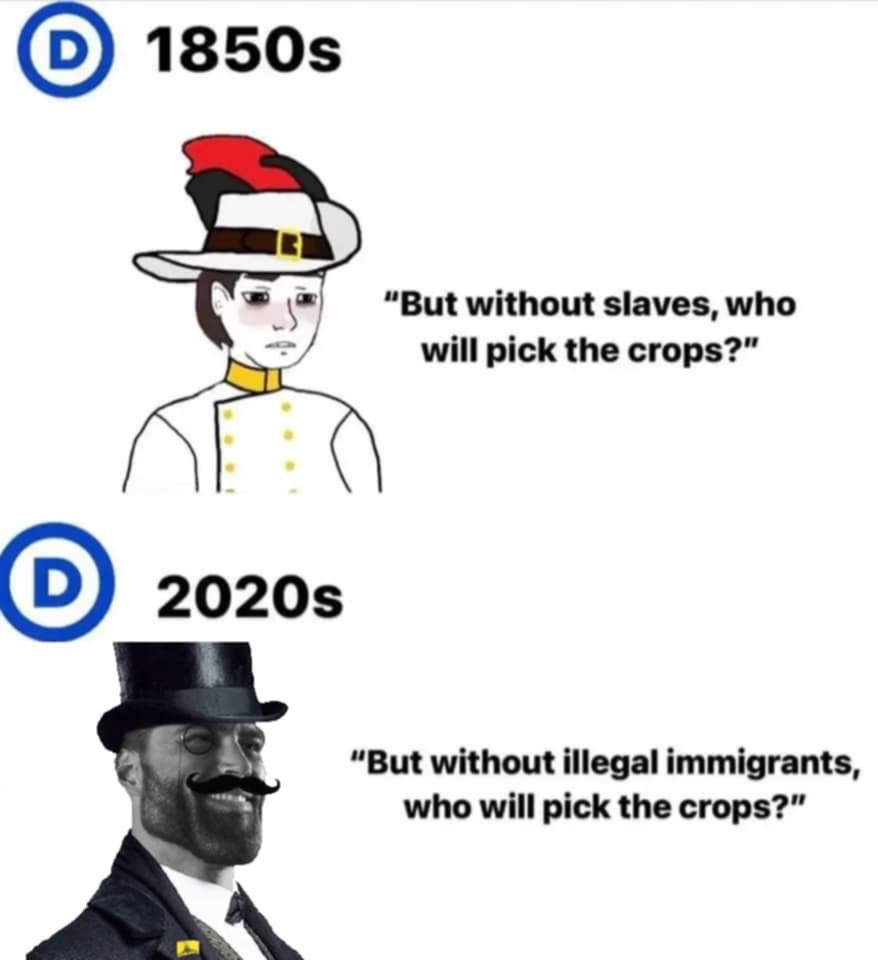 D 1850s
“But without slaves, who
will pick the crops?”
D 2020s
“But without illegal immigrants,
who will pick the crops?”